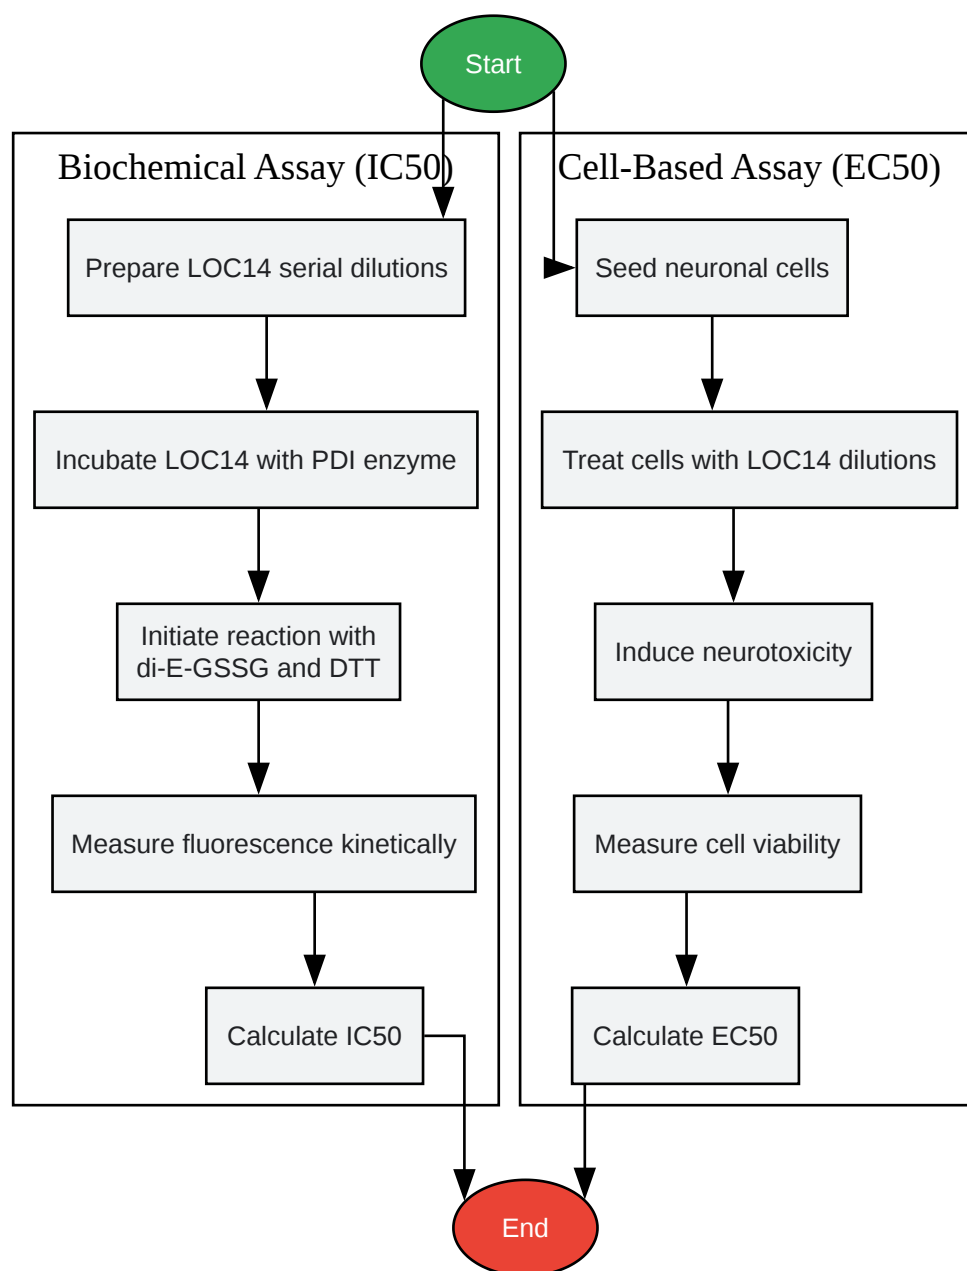 Start
Biochemical Assay (IC50)
Prepare LOC14 serial dilutions
Incubate LOC14 with PDI enzyme
Initiate reaction with
di-E-GSSG and DTT
Measure fluorescence kinetically
Calculate IC50
Cell-Based Assay (EC50)
Seed neuronal cells
Treat cells with LOC14 dilutions
Induce neurotoxicity
Measure cell viability
Calculate EC50
End